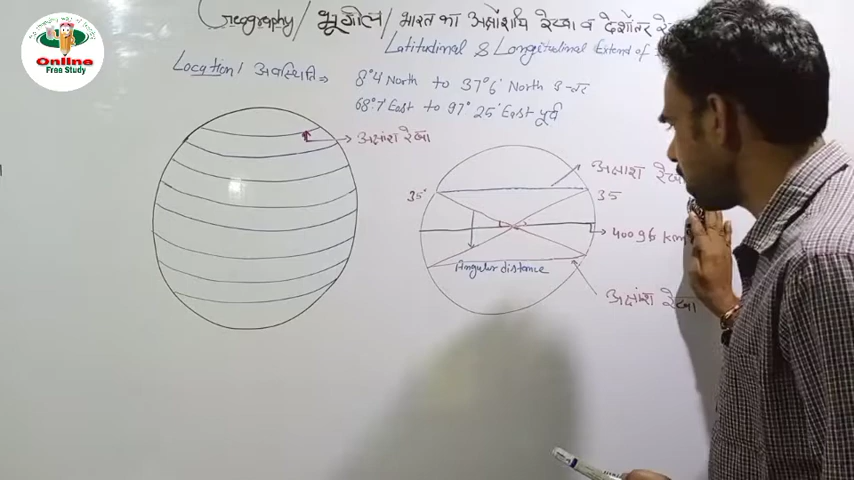 Online
Free Study
Geography/ भूगोल/ भारत का अक्षांशीय रेखा व देशांतर
Latitudinal & Longitudinal Extend of
Location/ अवस्थिति ⇒ 8°4 North to 37°6' North उत्तर
68°7' East to 97° 25' East पूर्व
अक्षांश रेखा
अक्षाश रेखा
35°
35
40096 km
Angular distance
अक्षांश रेखा